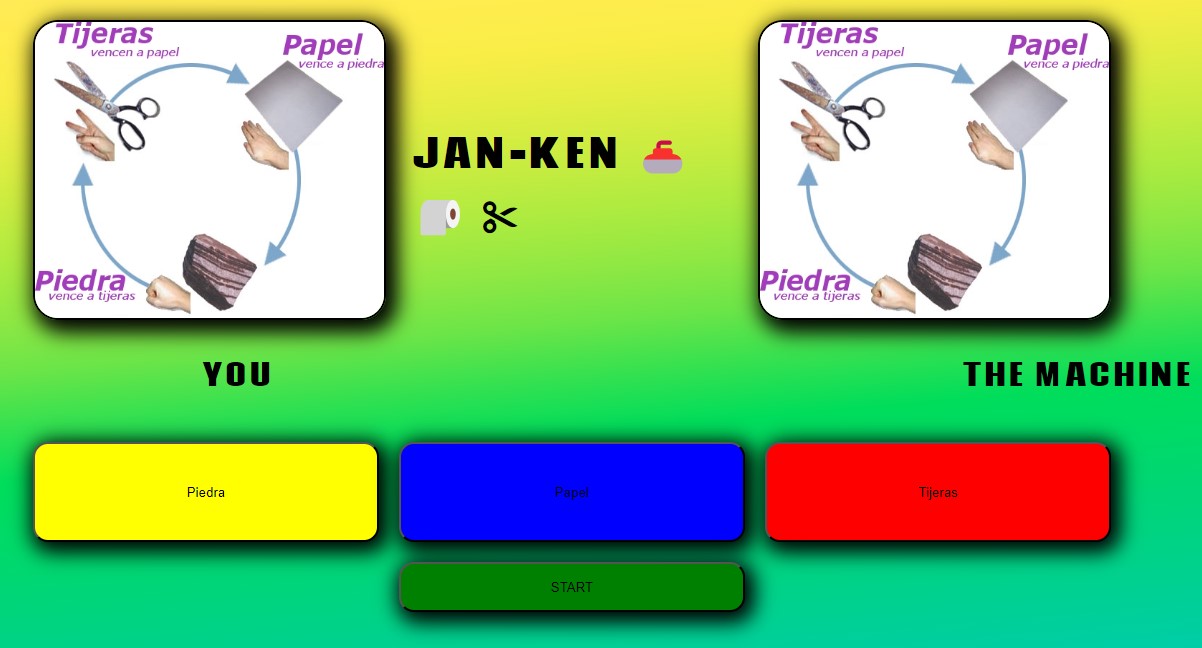 Tijeras
vencen a papel
Papel
vence a piedra
Piedra
vence a tijeras
JAN-KEN
Tijeras
vencen a papel
Papel
vence a piedra
Piedra
vence a tijeras
YOU
THE MACHINE
Piedra
Papel
Tijeras
START